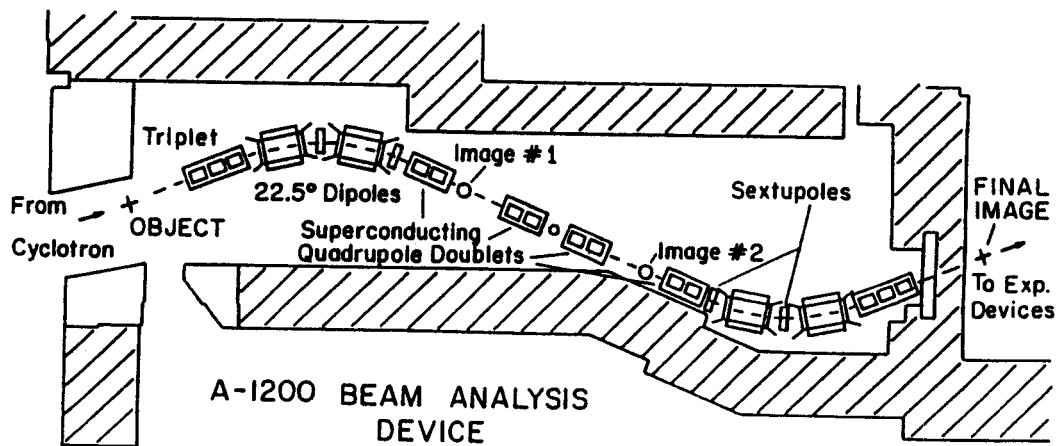 Triplet
Image #1
22.5° Dipoles
Sextupoles
FINAL
IMAGE
From
Cyclotron
OBJECT
Superconducting
Quadrupole Doublets
Image #2
To Exp.
Devices
A-1200 BEAM ANALYSIS
DEVICE